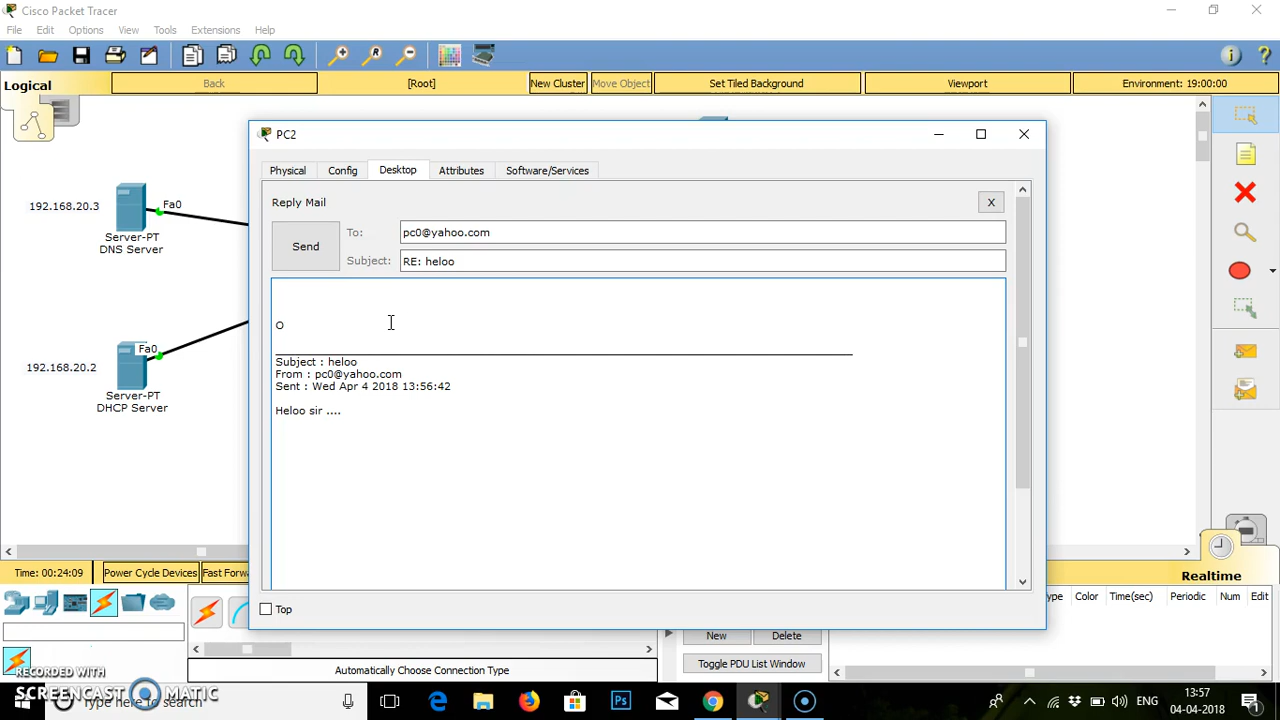 Cisco Packet Tracer
File Edit Options View Tools Extensions Help
Logical Back [Root] New Cluster Move Object Set Tiled Background Viewport Environment: 19:00:00
PC2
Physical Config Desktop Attributes Software/Services
Reply Mail X
Send
To: pc0@yahoo.com
Subject: RE: heloo
O
Subject : heloo
From : pc0@yahoo.com
Sent : Wed Apr 4 2018 13:56:42
Heloo sir ....
Top
192.168.20.3 Fa0
Server-PT
DNS Server
Fa0
192.168.20.2
Server-PT
DHCP Server
Time: 00:24:09 Power Cycle Devices Fast Forw
Realtime
ype Color Time(sec) Periodic Num Edit
New Delete
Toggle PDU List Window
Automatically Choose Connection Type
RECORDED WITH
SCREENCAST MATIC
Type here to search
ENG
13:57
04-04-2018
1